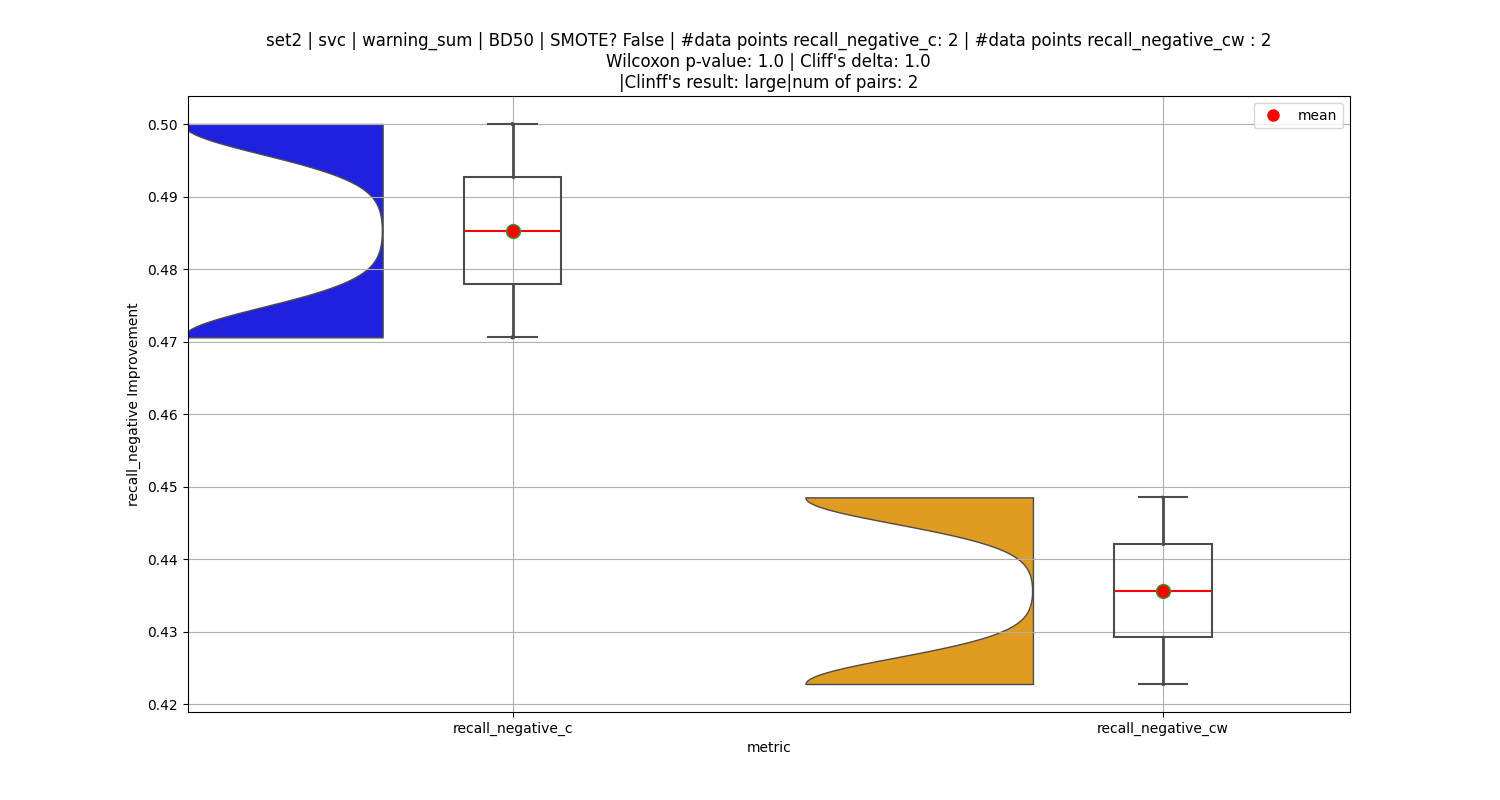 set2 | svc | warning_sum | BD50 | SMOTE? False | #data points recall_negative_c: 2 | #data points recall_negative_cw : 2
Wilcoxon p-value: 1.0 | Cliff's delta: 1.0
|Clinff's result: large|num of pairs: 2
mean
0.50
0.49
0.48
0.47
0.46
0.45
0.44
0.43
0.42
recall_negative Improvement
recall_negative_c
recall_negative_cw
metric